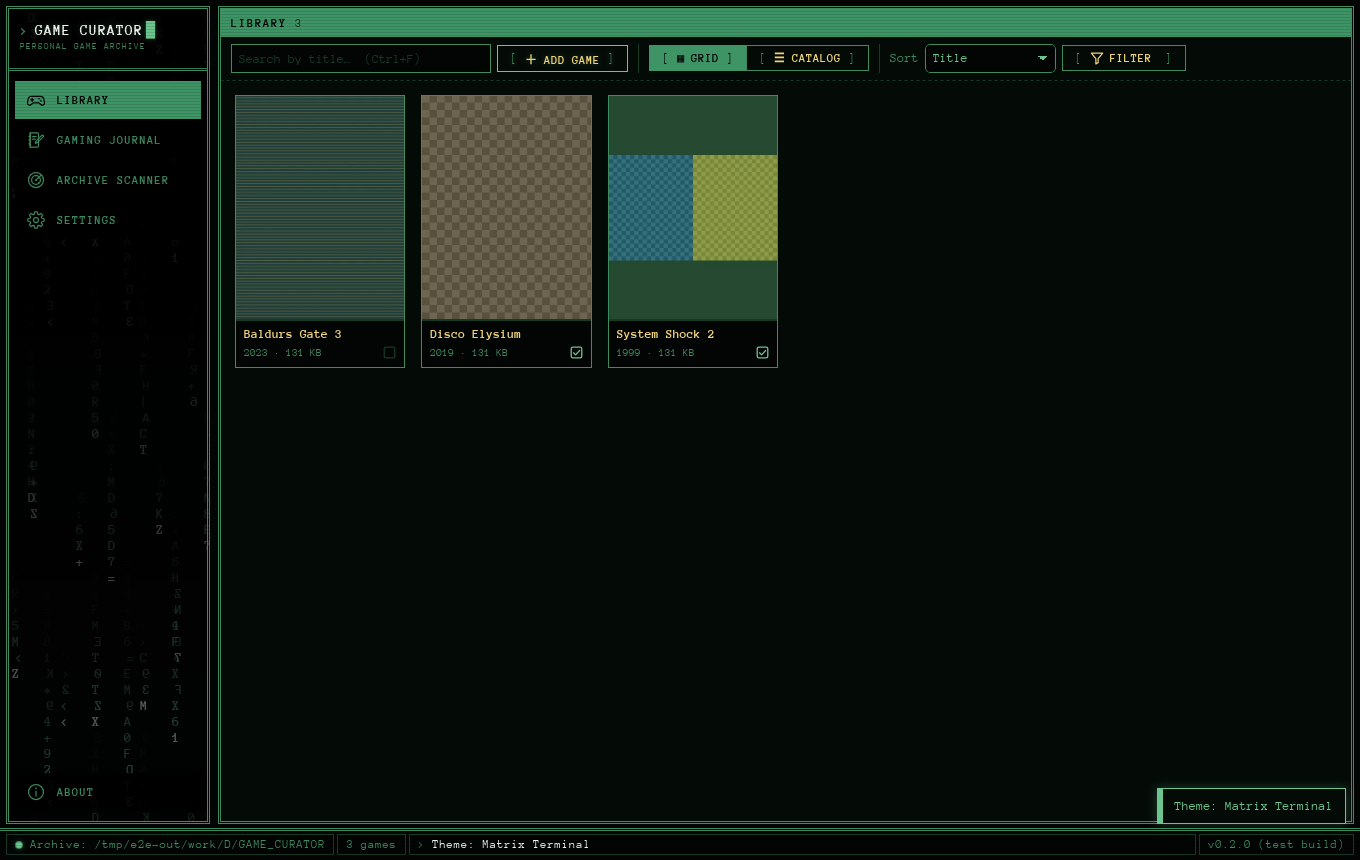 › GAME CURATOR
PERSONAL GAME ARCHIVE
LIBRARY
GAMING JOURNAL
ARCHIVE SCANNER
SETTINGS
ABOUT
LIBRARY 3
Search by title… (Ctrl+F)
[ + ADD GAME ]
[ ▦ GRID ]
[ ☰ CATALOG ]
Sort
Title
[ FILTER ]
Baldurs Gate 3
2023 · 131 KB
Disco Elysium
2019 · 131 KB
System Shock 2
1999 · 131 KB
Theme: Matrix Terminal
Archive: /tmp/e2e-out/work/D/GAME_CURATOR
3 games
› Theme: Matrix Terminal
v0.2.0 (test build)